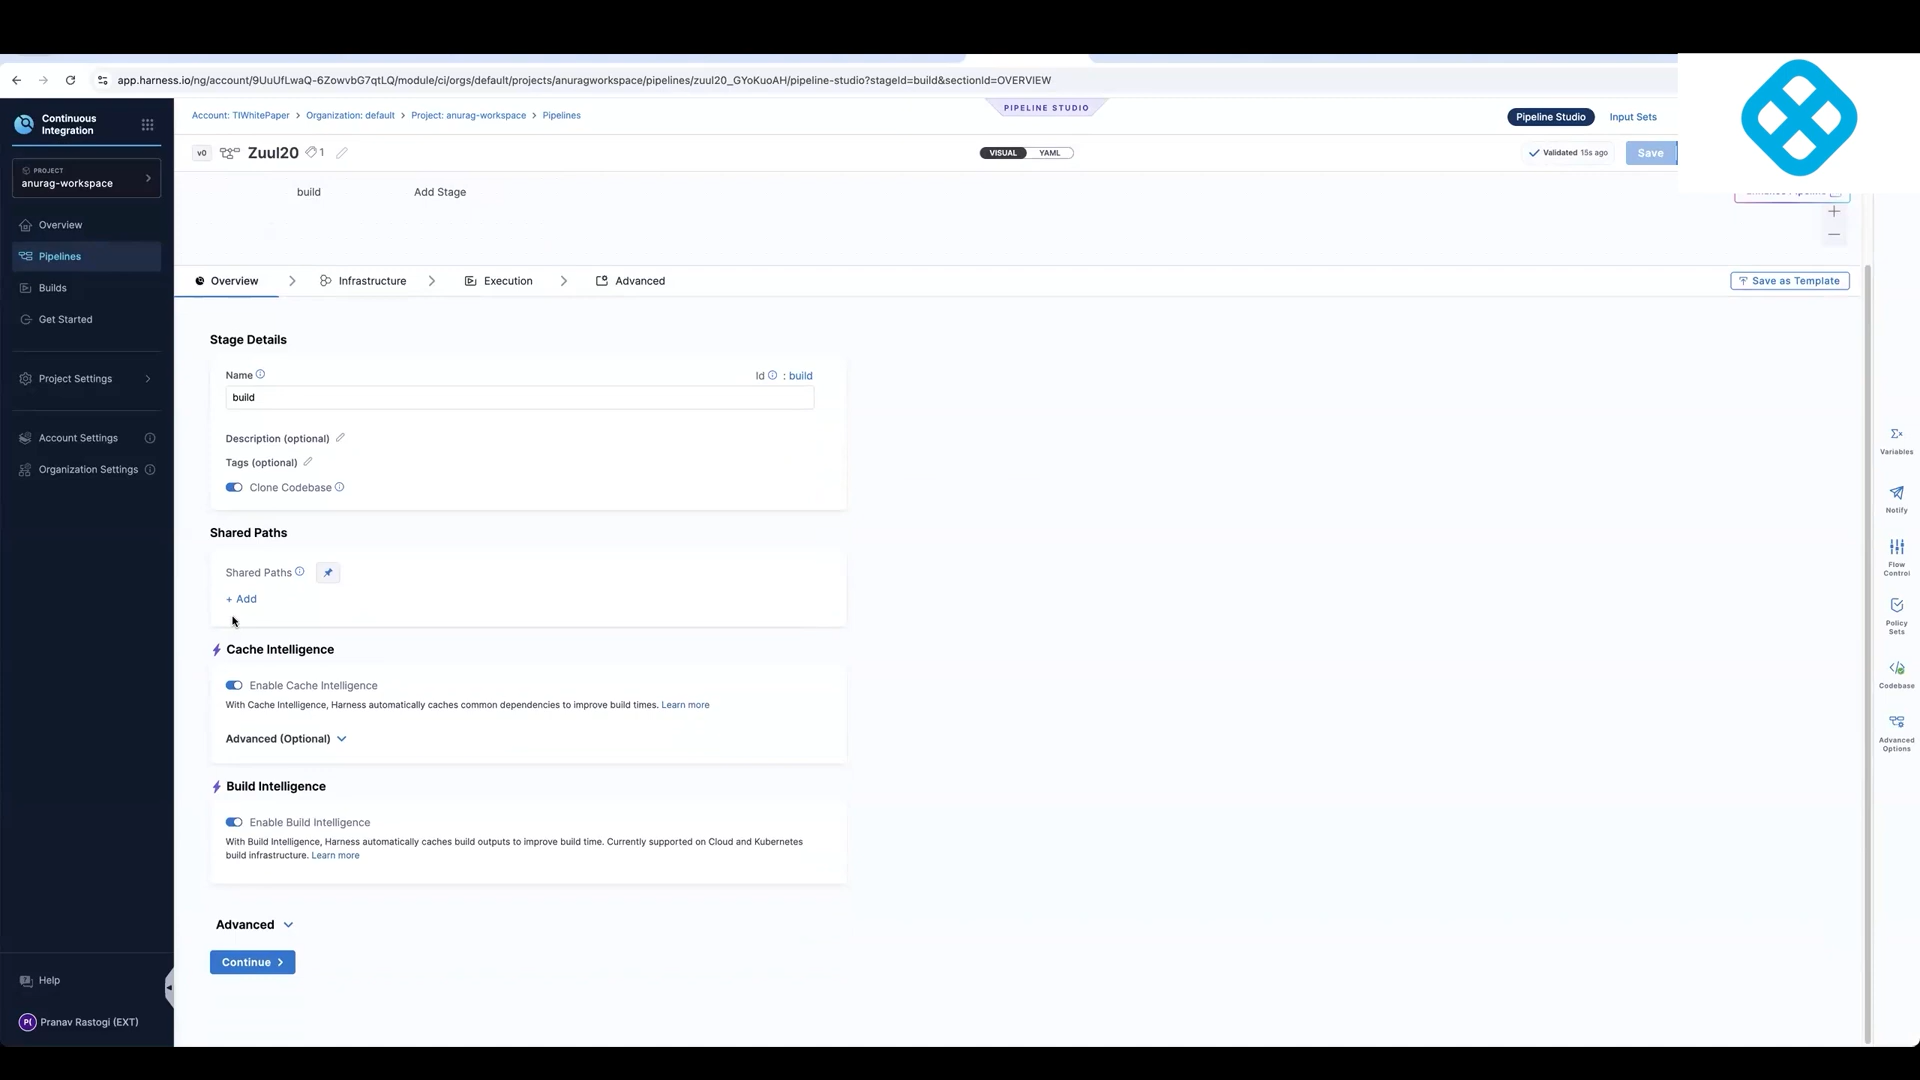 app.harness.io/ng/account/9UuUfLwaQ-6ZowvbG7qtLQ/module/ci/orgs/default/projects/anuragworkspace/pipelines/zuul20_GYoKuoAH/pipeline-studio?stageId=build&sectionId=OVERVIEW
Continuous
Integration
PROJECT
anurag-workspace
Overview
Pipelines
Builds
Get Started
Project Settings
Account Settings
Organization Settings
Help
P(
Pranav Rastogi (EXT)
Account: TIWhitePaper > Organization: default > Project: anurag-workspace > Pipelines
PIPELINE STUDIO
Pipeline Studio
Input Sets
v0
Zuul20
1
VISUAL
YAML
Validated 15s ago
Save
build
Add Stage
Overview
Infrastructure
Execution
Advanced
Save as Template
Stage Details
Name
Id : build
build
Description (optional)
Tags (optional)
Clone Codebase
Shared Paths
Shared Paths
+ Add
Cache Intelligence
Enable Cache Intelligence
With Cache Intelligence, Harness automatically caches common dependencies to improve build times. Learn more
Advanced (Optional)
Build Intelligence
Enable Build Intelligence
With Build Intelligence, Harness automatically caches build outputs to improve build time. Currently supported on Cloud and Kubernetes
build infrastructure. Learn more
Advanced
Continue >
Variables
Notify
Flow
Control
Policy
Sets
Codebase
Advanced
Options